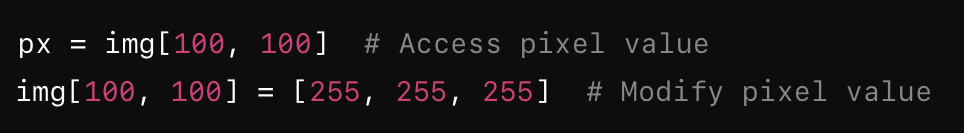 px = img[100, 100]  # Access pixel value
img[100, 100] = [255, 255, 255]  # Modify pixel value